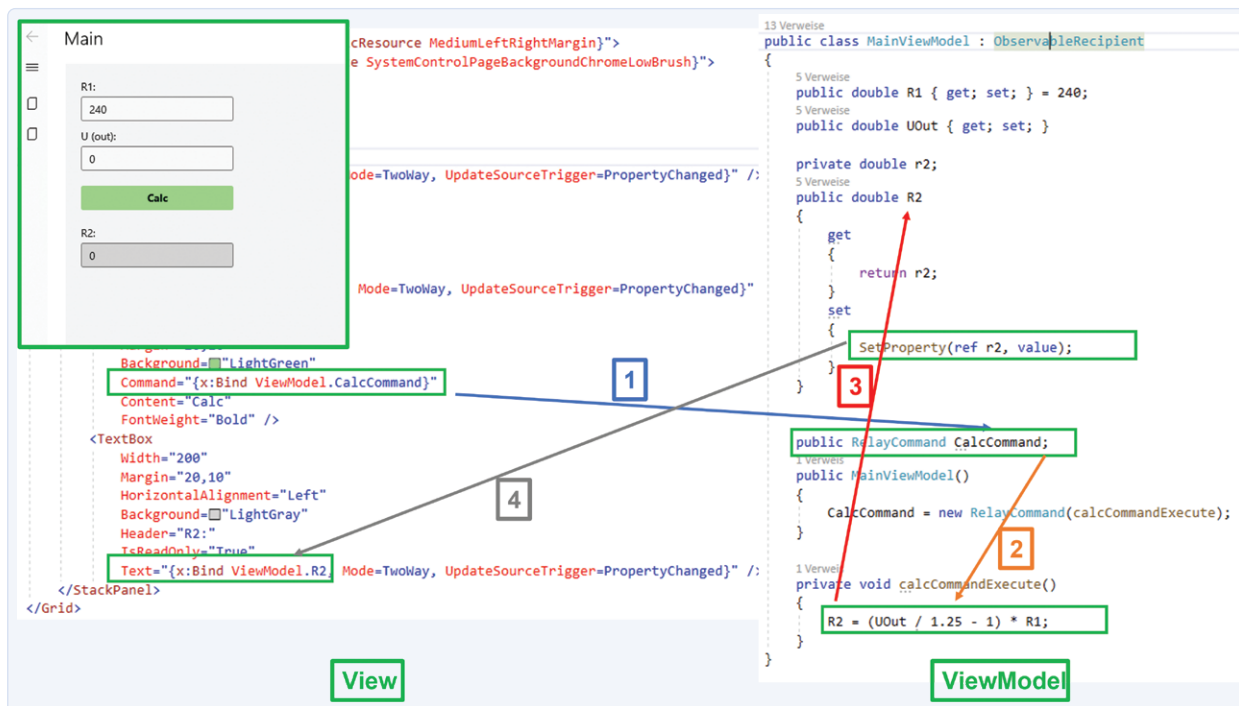 Main
R1:
240
U (out):
0
Calc
R2:
0
cResource MediumLeftRightMargin}">
e SystemControlPageBackgroundChromeLowBrush}">
ode=TwoWay, UpdateSourceTrigger=PropertyChanged}" />
Mode=TwoWay, UpdateSourceTrigger=PropertyChanged}"
Background="LightGreen"
Command="{x:Bind ViewModel.CalcCommand}"
Content="Calc"
FontWeight="Bold" />
<TextBox
Width="200"
Margin="20,10"
HorizontalAlignment="Left"
Background="LightGray"
Header="R2:"
IsReadOnly="True"
Text="{x:Bind ViewModel.R2, Mode=TwoWay, UpdateSourceTrigger=PropertyChanged}" />
</StackPanel>
</Grid>
View
1
2
3
4
13 Verweise
public class MainViewModel : ObservableRecipient
{
5 Verweise
public double R1 { get; set; } = 240;
5 Verweise
public double UOut { get; set; }
private double r2;
5 Verweise
public double R2
{
get
{
return r2;
}
set
{
SetProperty(ref r2, value);
}
}
public RelayCommand CalcCommand;
1 Verweis
public MainViewModel()
{
CalcCommand = new RelayCommand(calcCommandExecute);
}
1 Verweis
private void calcCommandExecute()
{
R2 = (UOut / 1.25 - 1) * R1;
}
}
ViewModel